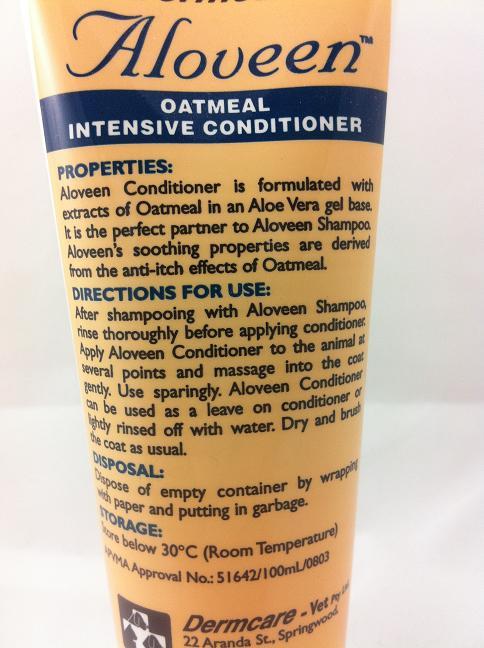 Aloveen™
OATMEAL
INTENSIVE CONDITIONER
PROPERTIES:
Aloveen Conditioner is formulated with
extracts of Oatmeal in an Aloe Vera gel base.
It is the perfect partner to Aloveen Shampoo.
Aloveen's soothing properties are derived
from the anti-itch effects of Oatmeal.
DIRECTIONS FOR USE:
After shampooing with Aloveen Shampoo,
rinse thoroughly before applying conditioner.
Apply Aloveen Conditioner to the animal at
several points and massage into the coat
gently. Use sparingly. Aloveen Conditioner
can be used as a leave on conditioner or
lightly rinsed off with water. Dry and brush
the coat as usual.
DISPOSAL:
Dispose of empty container by wrapping
with paper and putting in garbage.
STORAGE:
Store below 30°C (Room Temperature)
APVMA Approval No.: 51642/100mL/0803
Dermcare - Vet Pty Ltd
22 Aranda St., Springwood.